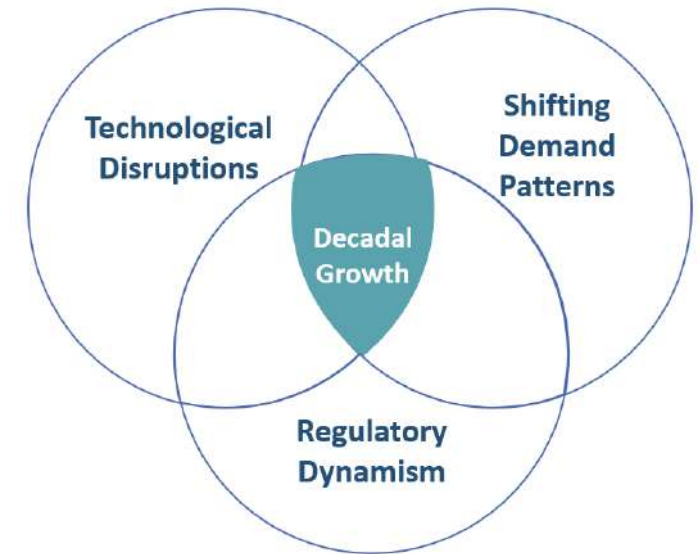 Technological
Disruptions
Shifting
Demand
Patterns
Decadal
Growth
Regulatory
Dynamism